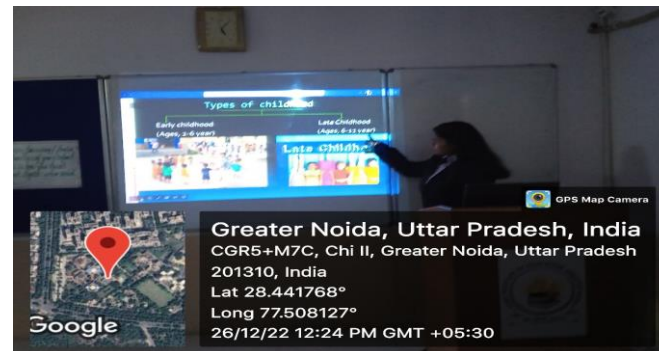 Types of childhood
Early childhood
(Ages, 2-6 year)
Late Childhood
(Ages, 6-12 year)
Late Childh
GPS Map Camera
Greater Noida, Uttar Pradesh, India
CGR5+M7C, Chi II, Greater Noida, Uttar Pradesh
201310, India
Lat 28.441768°
Long 77.508127°
26/12/22 12:24 PM GMT +05:30
Google